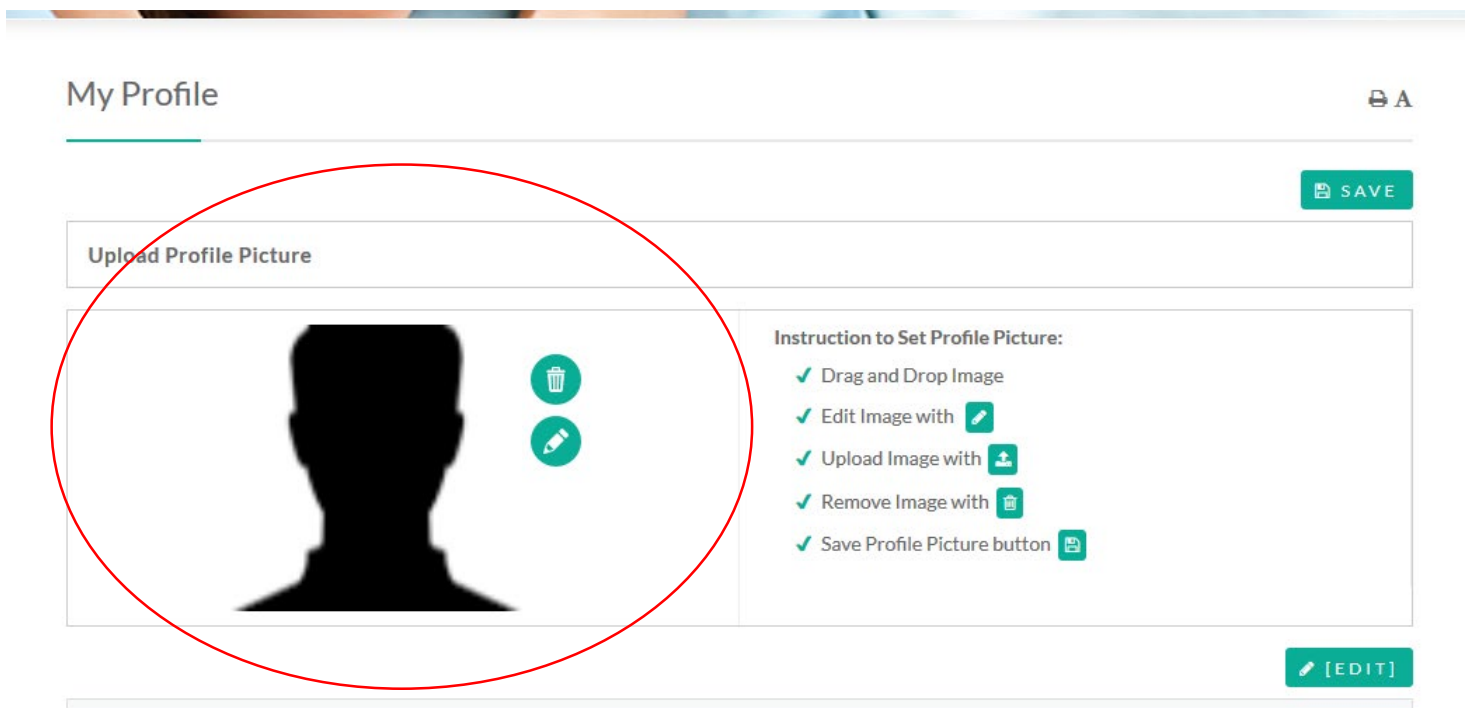 My Profile
A
SAVE
Upload Profile Picture
Instruction to Set Profile Picture:
Drag and Drop Image
Edit Image with
Upload Image with
Remove Image with
Save Profile Picture button
[EDIT]